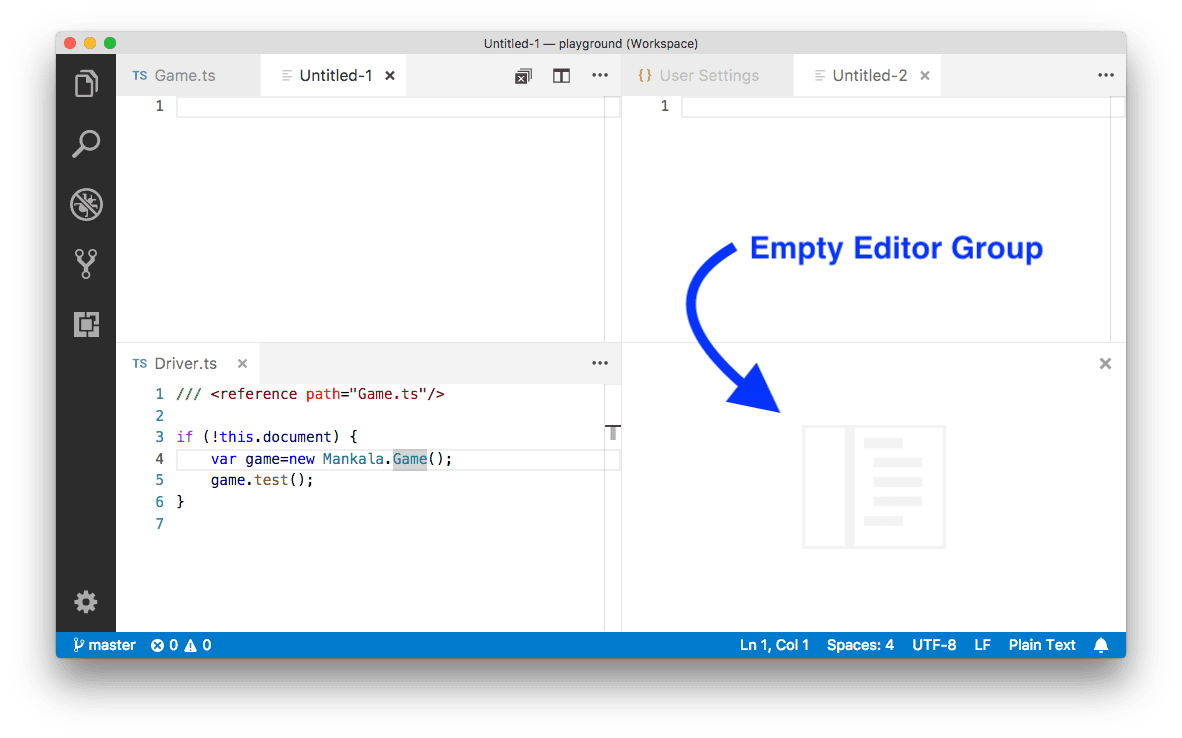 Untitled-1 — playground (Workspace)
TS Game.ts Untitled-1
{} User Settings Untitled-2
1
1
Empty Editor Group
TS Driver.ts
1 /// <reference path="Game.ts"/>
2
3 if (!this.document) {
4 var game=new Mankala.Game();
5 game.test();
6 }
7
master 0 0 Ln 1, Col 1 Spaces: 4 UTF-8 LF Plain Text